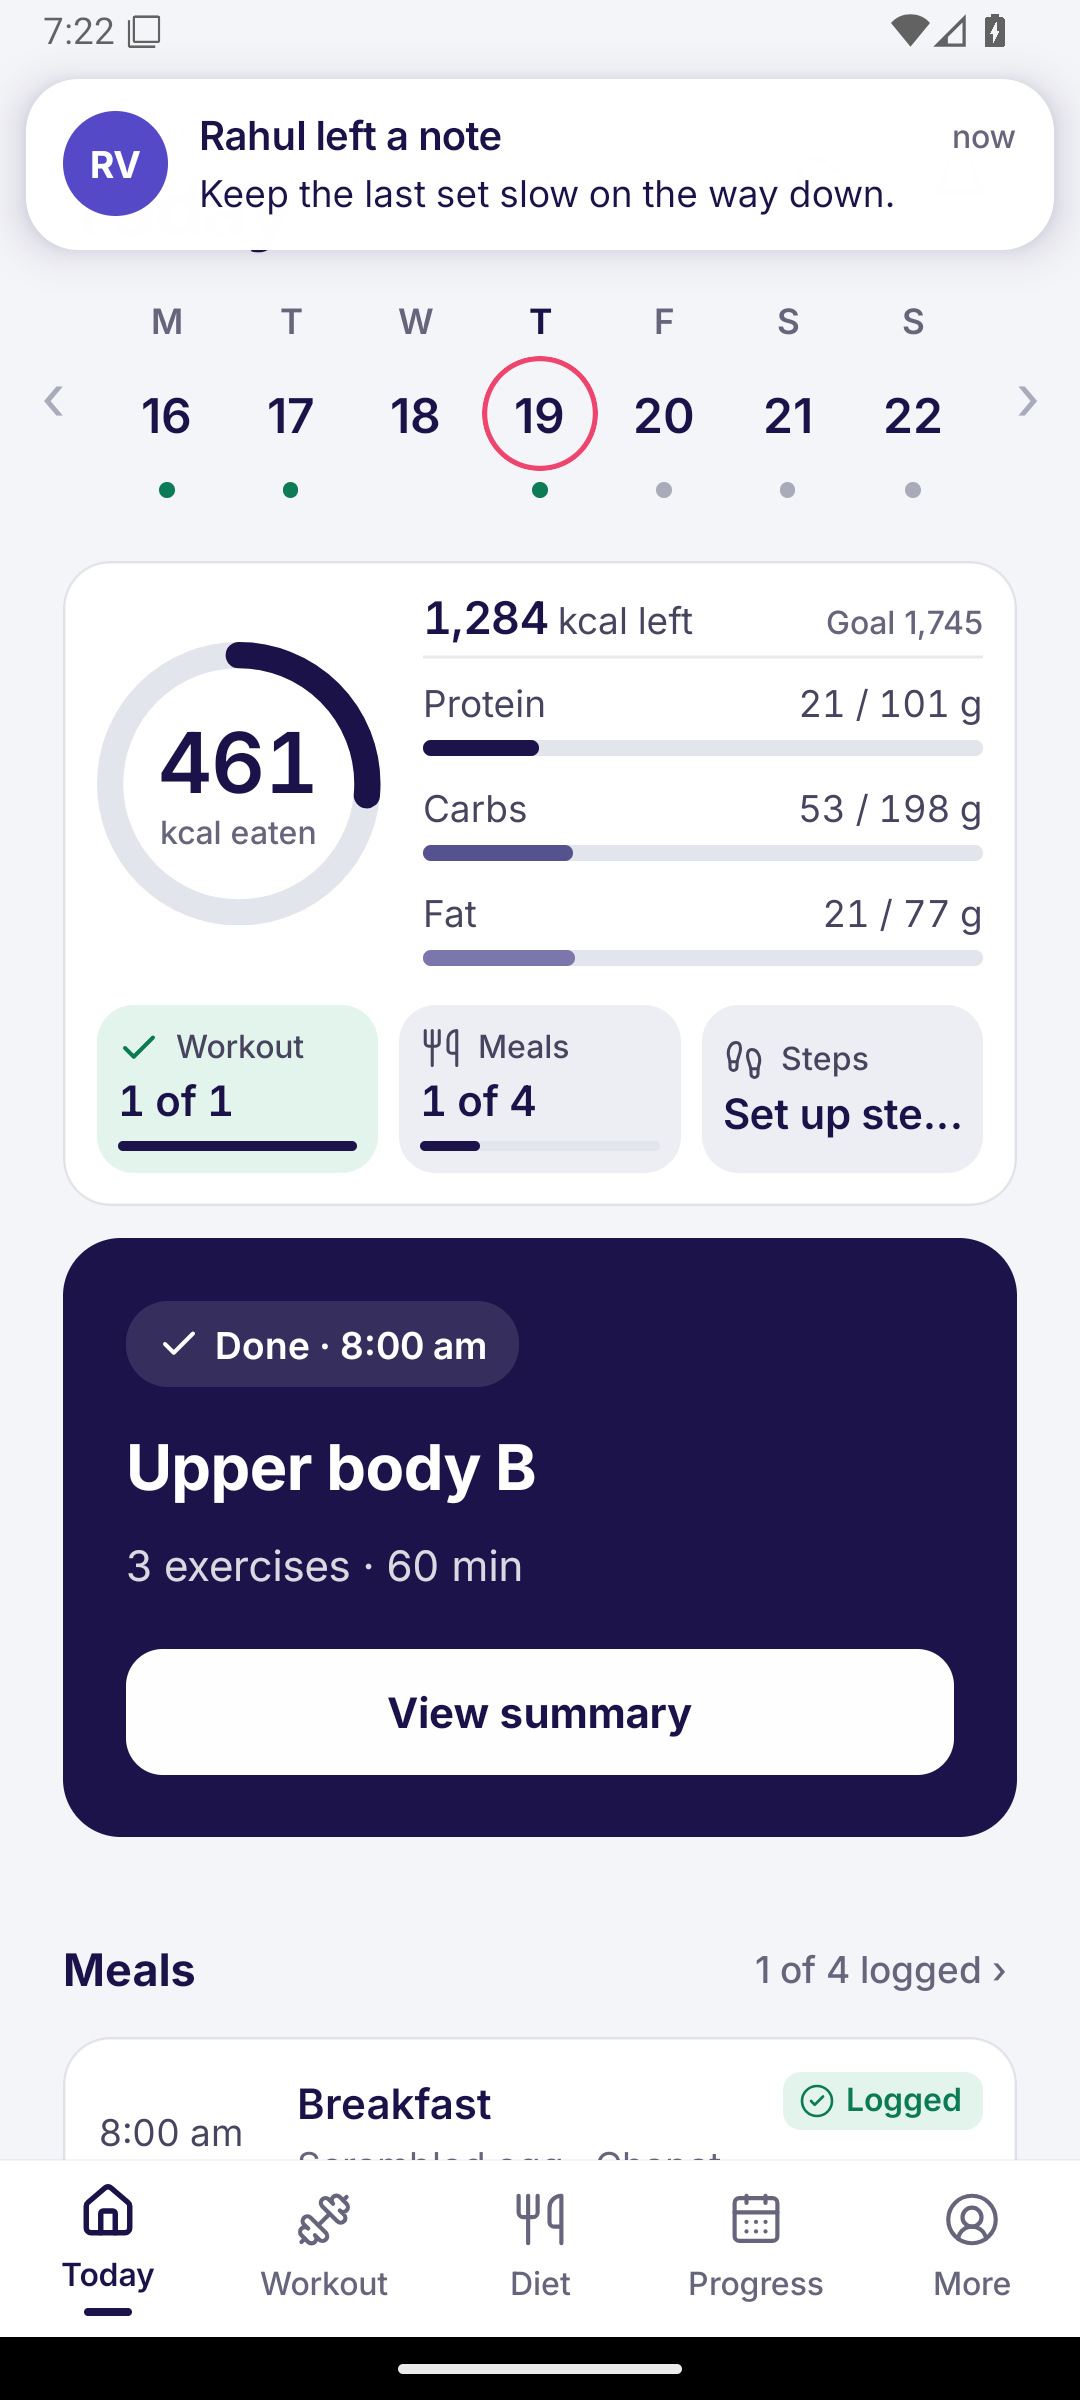 7:22
RV
Rahul left a note
now
Keep the last set slow on the way down.
M T W T F S S
‹ 16 17 18 19 20 21 22 ›
1,284 kcal left
Goal 1,745
461
kcal eaten
Protein
21 / 101 g
Carbs
53 / 198 g
Fat
21 / 77 g
Workout
1 of 1
Meals
1 of 4
Steps
Set up ste...
Done · 8:00 am
Upper body B
3 exercises · 60 min
View summary
Meals
1 of 4 logged ›
8:00 am
Breakfast
Logged
Today
Workout
Diet
Progress
More